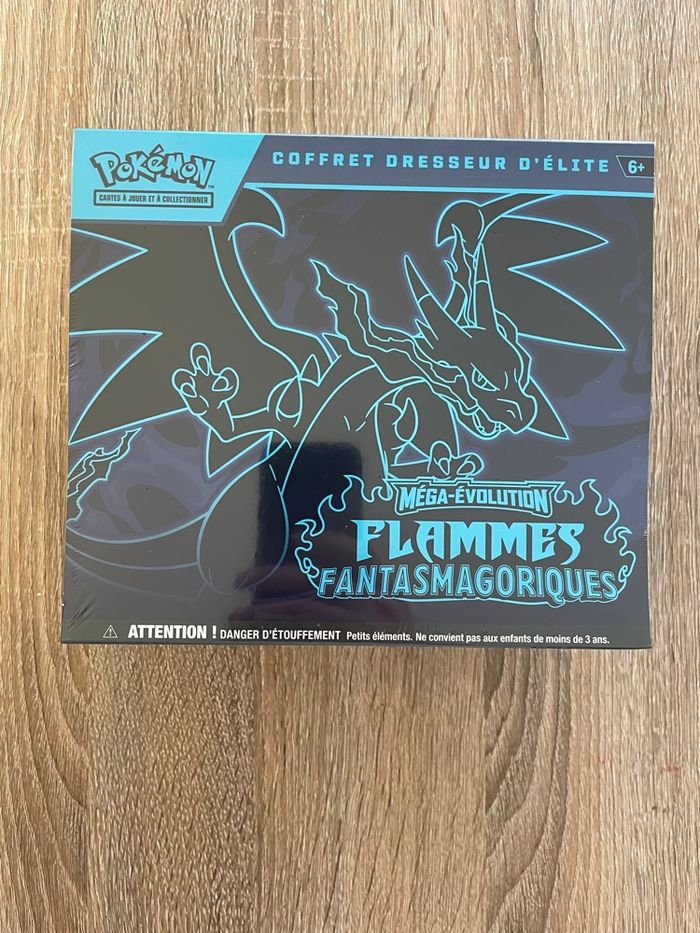 POKéMON
CARTES À JOUER ET À COLLECTIONNER
COFFRET DRESSEUR D'ÉLITE
6+
MÉGA-ÉVOLUTION
FLAMMES
FANTASMAGORIQUES
ATTENTION ! DANGER D'ÉTOUFFEMENT Petits éléments. Ne convient pas aux enfants de moins de 3 ans.